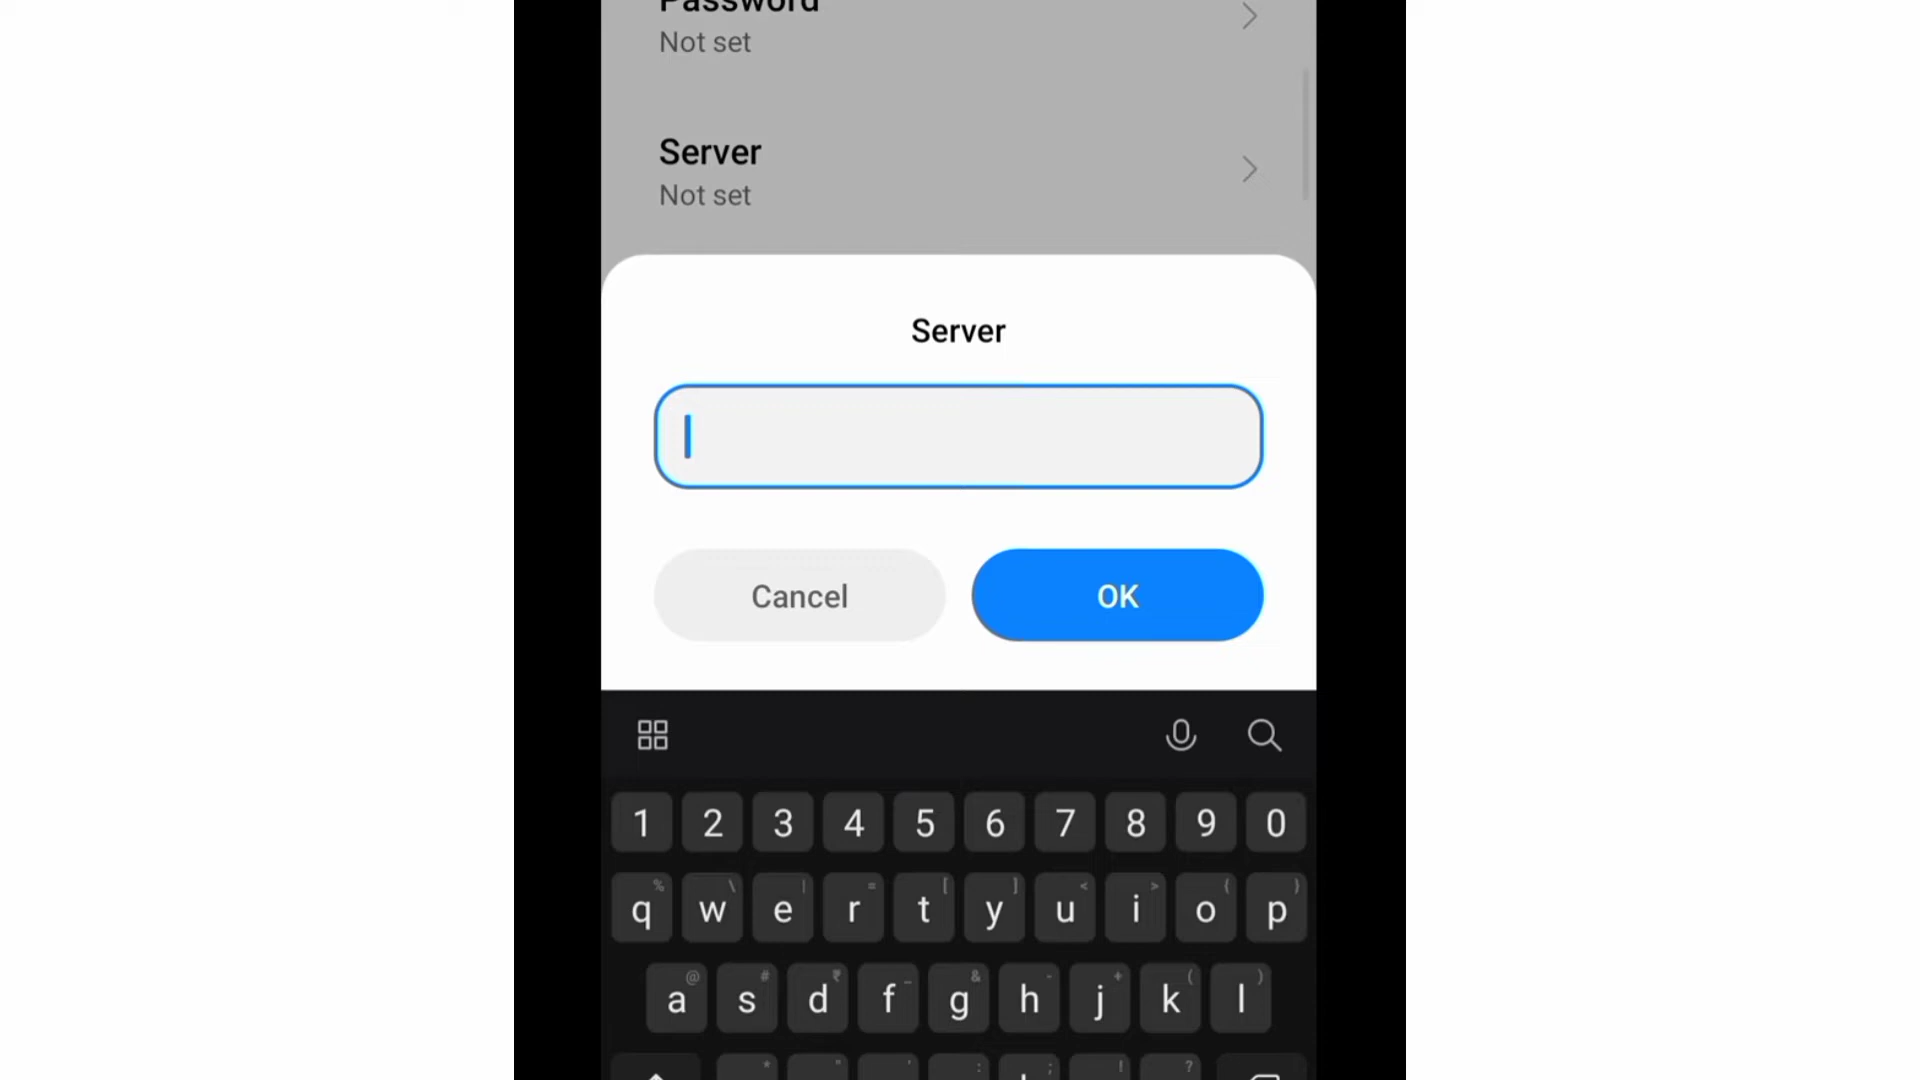 Password
Not set
Server
Not set
Server
Cancel
OK
1 2 3 4 5 6 7 8 9 0
% \ | = [ ] < > { }
q w e r t y u i o p
@ # ₹ _ & - + ( )
a s d f g h j k l
* " ' : ; ! ?